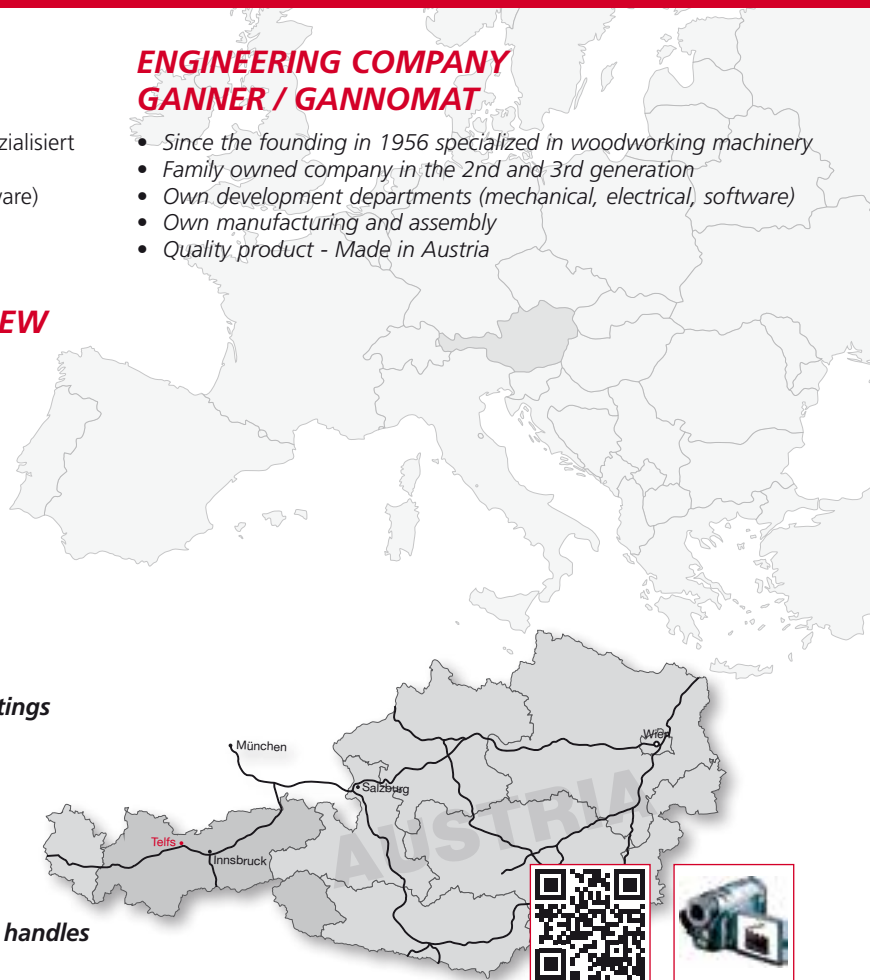 ENGINEERING COMPANY
GANNER / GANNOMAT
zialisiert
are)
• Since the founding in 1956 specialized in woodworking machinery
• Family owned company in the 2nd and 3rd generation
• Own development departments (mechanical, electrical, software)
• Own manufacturing and assembly
• Quality product - Made in Austria
EW
tings
München
Wien
Salzburg
AUSTRIA
Telfs
Innsbruck
handles